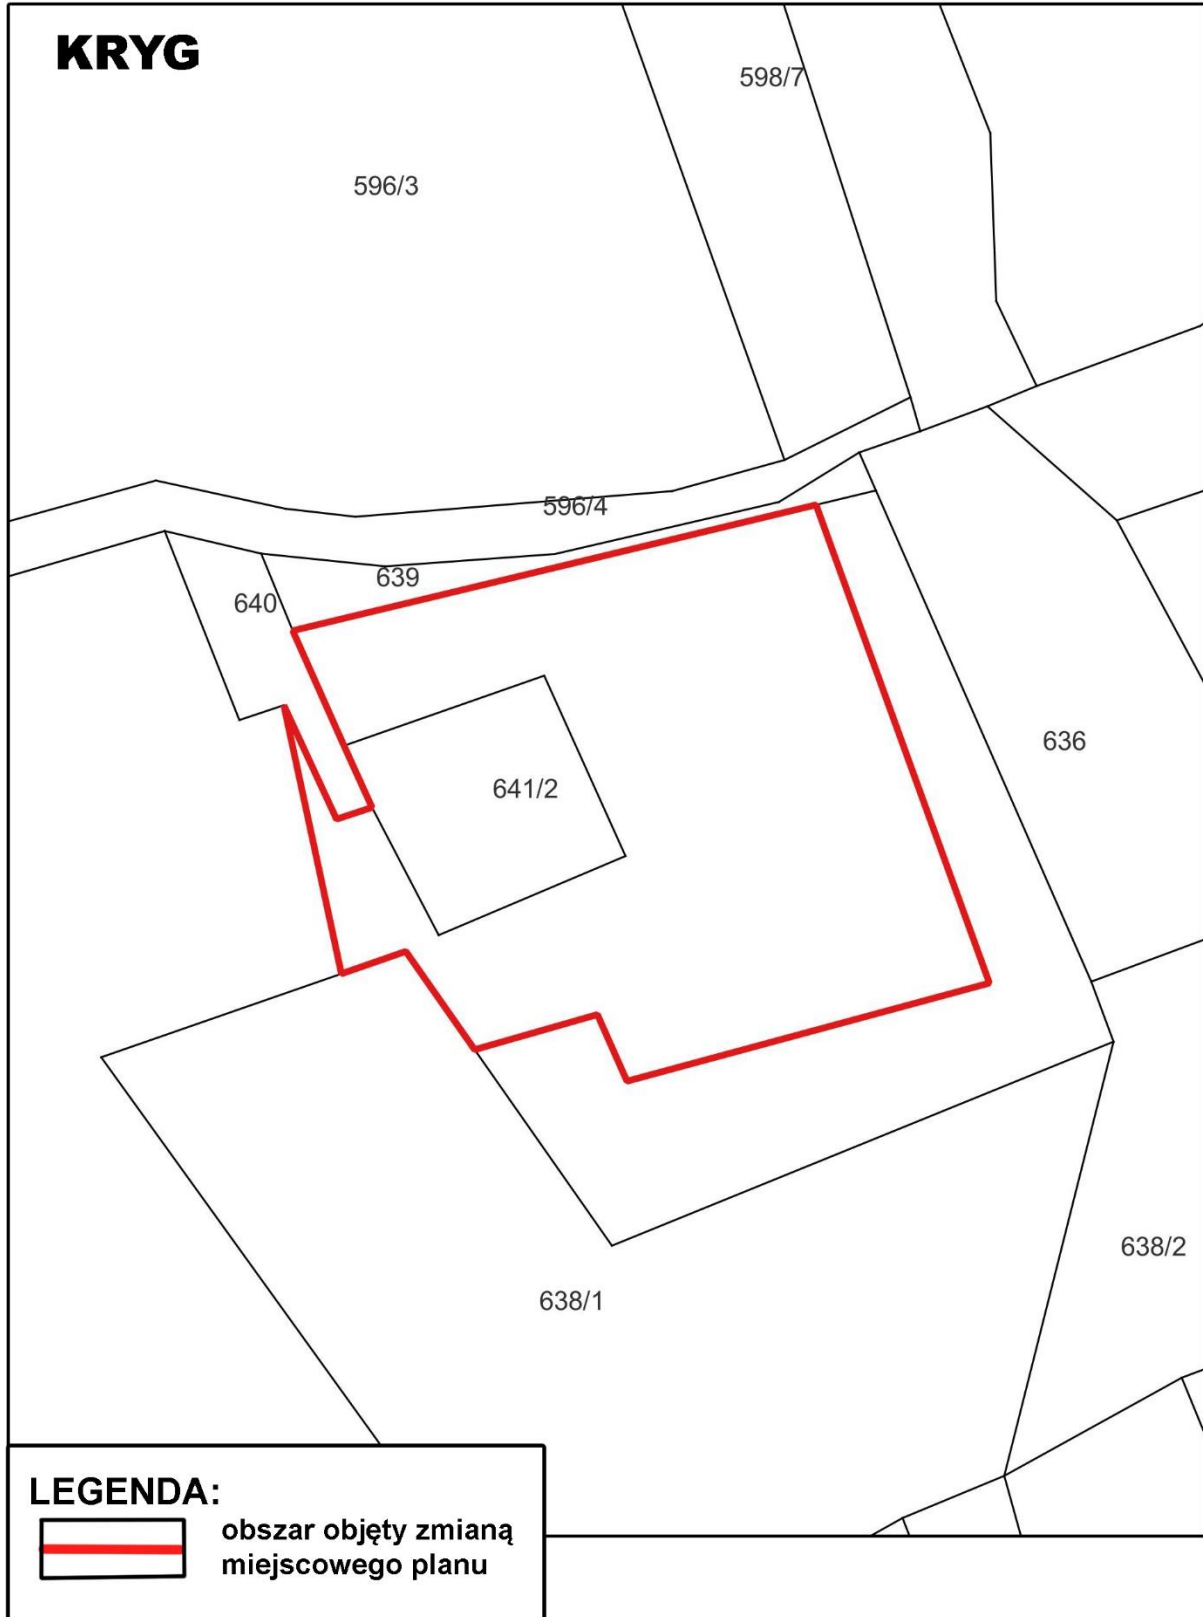 KRYG
598/7
596/3
596/4
639
640
636
641/2
638/2
638/1
LEGENDA:
obszar objęty zmianą
miejscowego planu